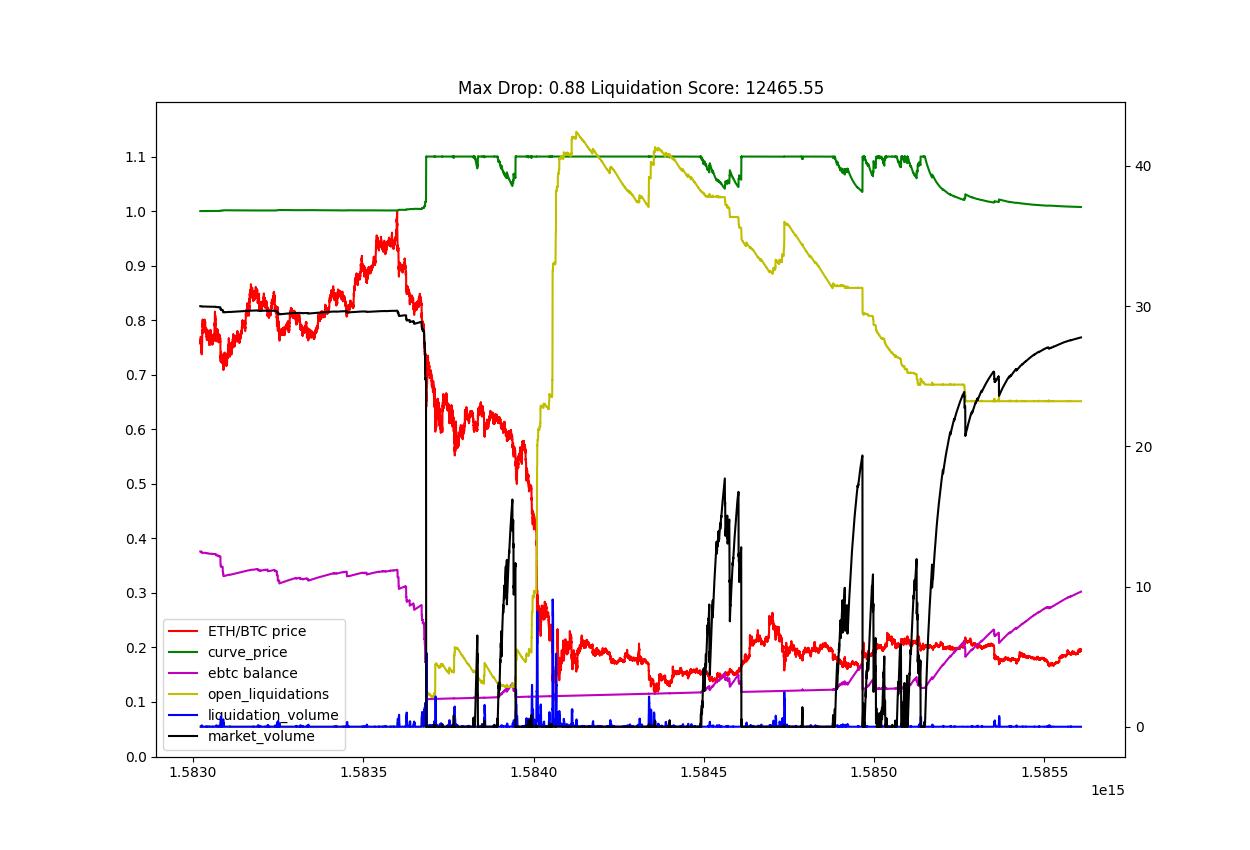 Max Drop: 0.88 Liquidation Score: 12465.55
1.1
1.0
0.9
0.8
0.7
0.6
0.5
0.4
0.3
0.2
0.1
0.0
40
30
20
10
0
ETH/BTC price
curve_price
ebtc balance
open_liquidations
liquidation_volume
market_volume
1.5830 1.5835 1.5840 1.5845 1.5850 1.5855
1e15